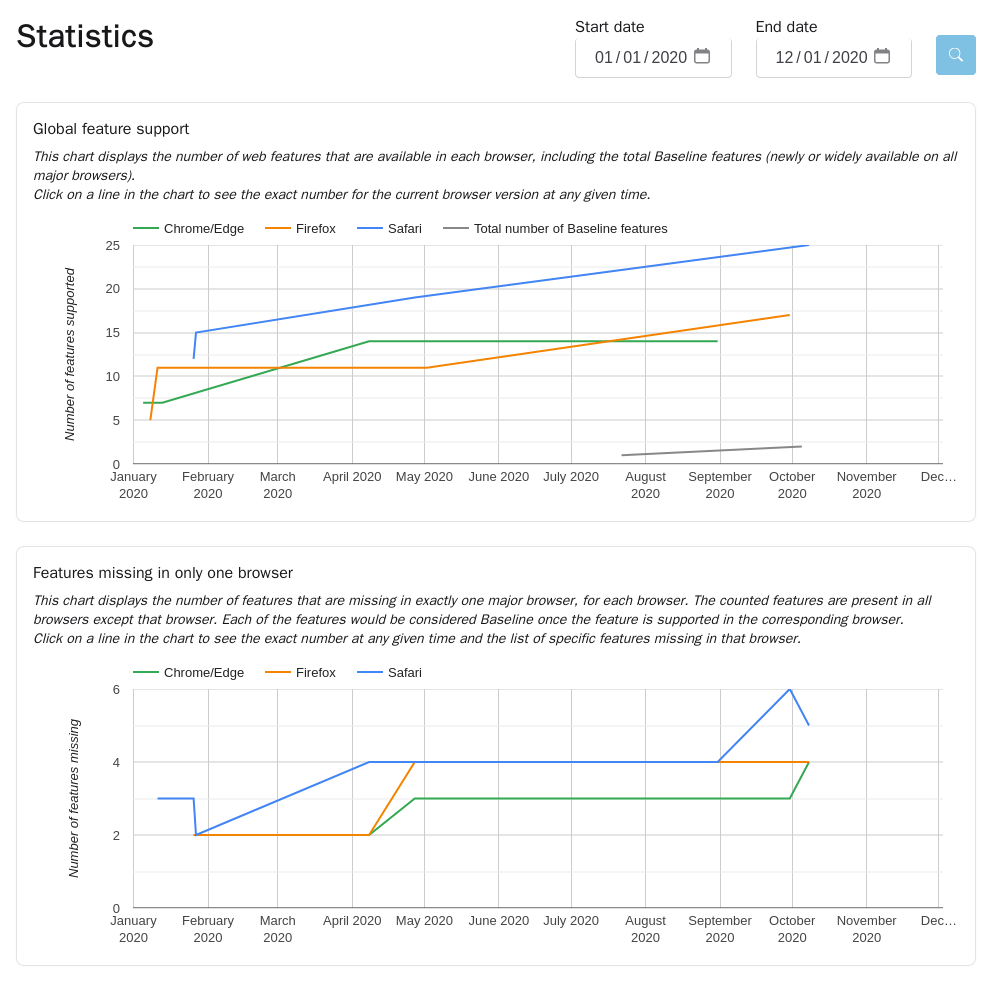 Statistics
Start date
End date
01/01/2020
12/01/2020
Global feature support
This chart displays the number of web features that are available in each browser, including the total Baseline features (newly or widely available on all
major browsers).
Click on a line in the chart to see the exact number for the current browser version at any given time.
Chrome/Edge Firefox Safari Total number of Baseline features
Number of features supported
25
20
15
10
5
0
January 2020
February 2020
March 2020
April 2020
May 2020
June 2020
July 2020
August 2020
September 2020
October 2020
November 2020
Dec...
Features missing in only one browser
This chart displays the number of features that are missing in exactly one major browser, for each browser. The counted features are present in all
browsers except that browser. Each of the features would be considered Baseline once the feature is supported in the corresponding browser.
Click on a line in the chart to see the exact number at any given time and the list of specific features missing in that browser.
Chrome/Edge Firefox Safari
Number of features missing
6
4
2
0
January 2020
February 2020
March 2020
April 2020
May 2020
June 2020
July 2020
August 2020
September 2020
October 2020
November 2020
Dec...